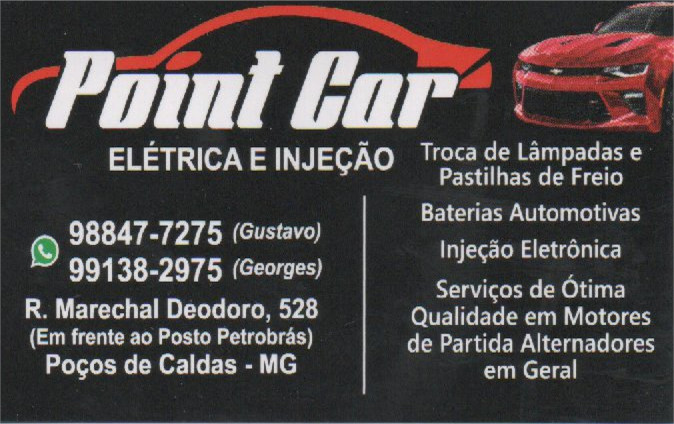 Point Car
ELÉTRICA E INJEÇÃO
98847-7275 (Gustavo)
99138-2975 (Georges)
R. Marechal Deodoro, 528
(Em frente ao Posto Petrobrás)
Poços de Caldas - MG
Troca de Lâmpadas e
Pastilhas de Freio
Baterias Automotivas
Injeção Eletrônica
Serviços de Ótima
Qualidade em Motores
de Partida Alternadores
em Geral